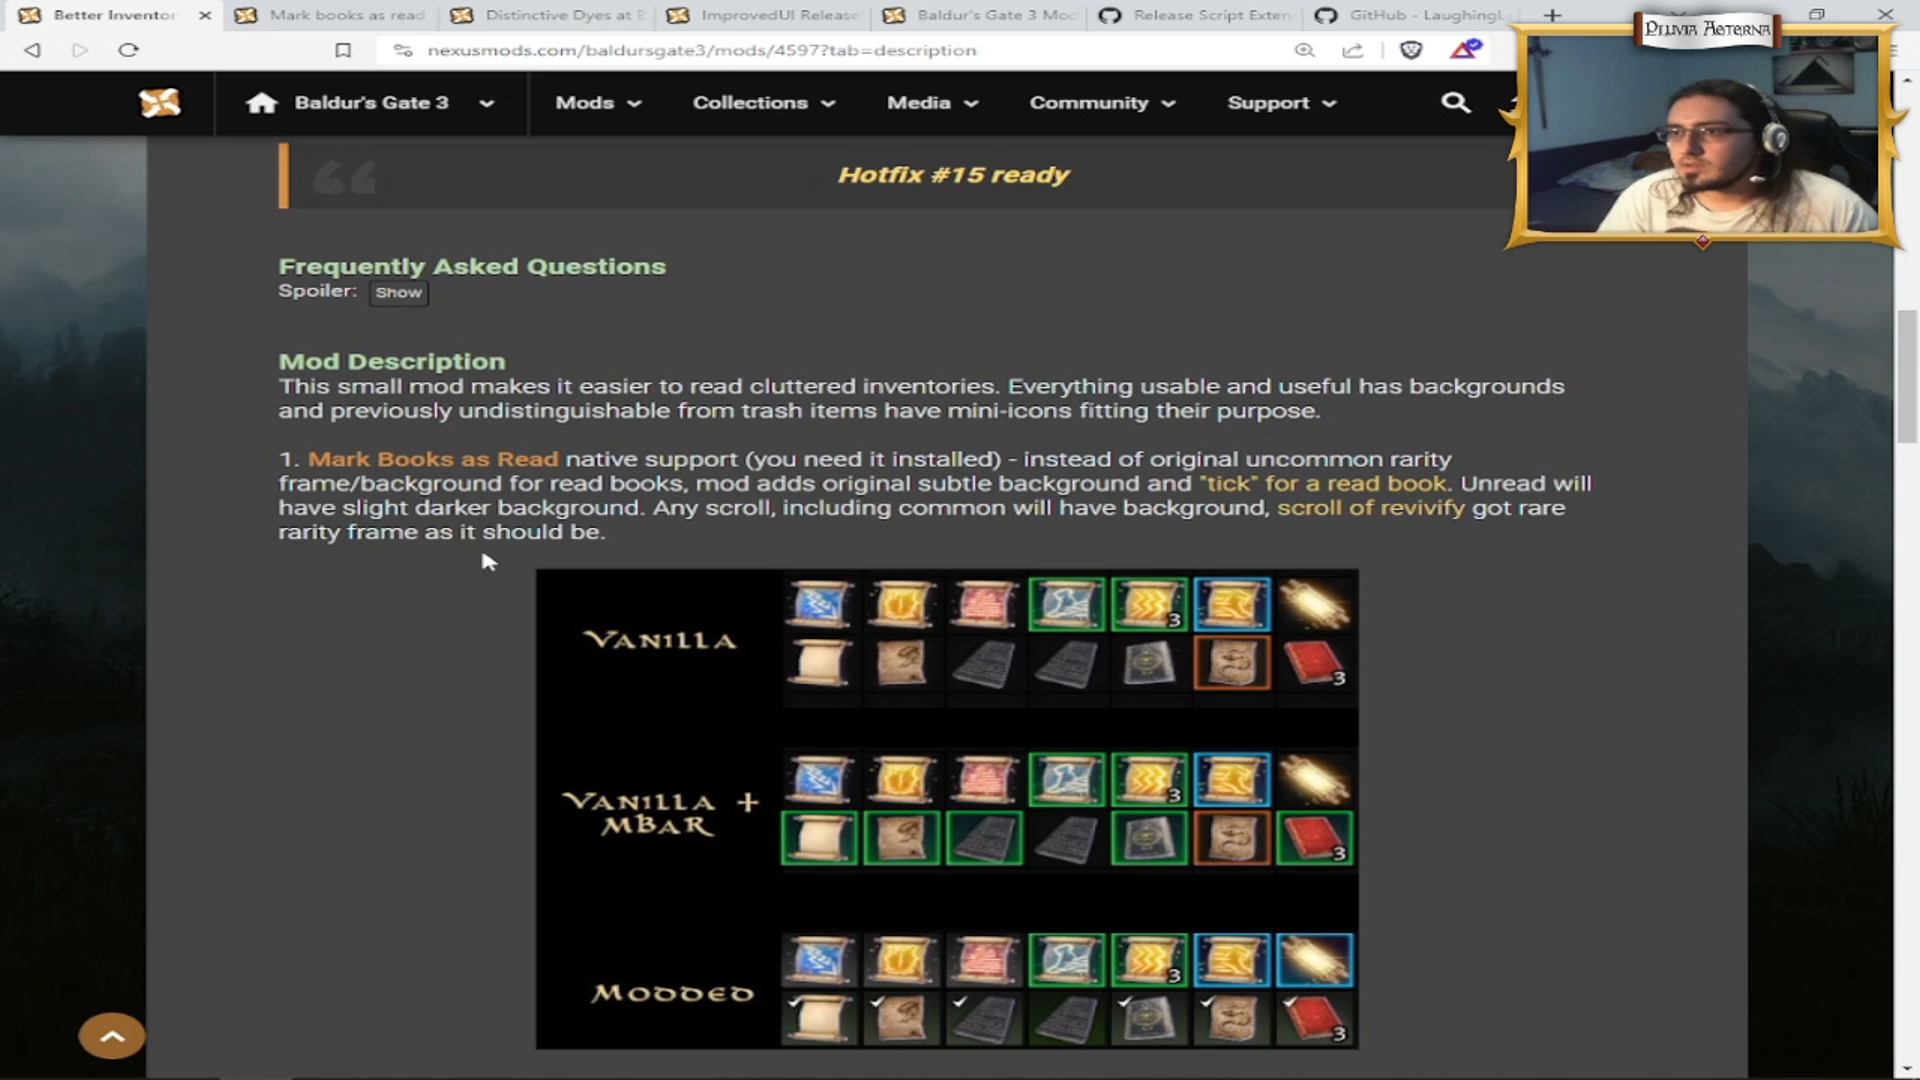 Better Inventor
Mark books as read
Distinctive Dyes at B
ImprovedUI Release
Baldur's Gate 3 Mod
Release Script Exten
GitHub - LaughingL
nexusmods.com/baldursgate3/mods/4597?tab=description
Pluvia Aeterna
Baldur's Gate 3
Mods
Collections
Media
Community
Support
Hotfix #15 ready
Frequently Asked Questions
Spoiler: Show
Mod Description
This small mod makes it easier to read cluttered inventories. Everything usable and useful has backgrounds
and previously undistinguishable from trash items have mini-icons fitting their purpose.
1. Mark Books as Read native support (you need it installed) - instead of original uncommon rarity
frame/background for read books, mod adds original subtle background and "tick" for a read book. Unread will
have slight darker background. Any scroll, including common will have background, scroll of revivify got rare
rarity frame as it should be.
Vanilla
3
3
Vanilla +
MBaR
3
3
Modded
3
3